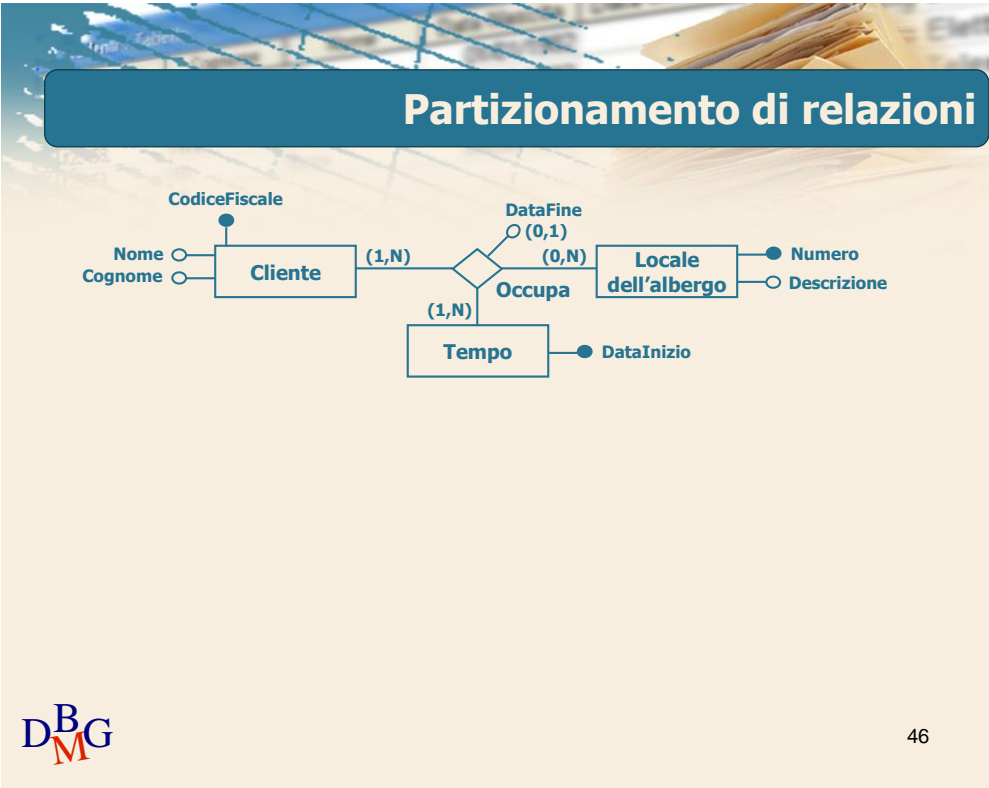 Partizionamento di relazioni
CodiceFiscale
Nome
Cognome
Cliente
(1,N)
DataFine
(0,1)
(0,N)
Occupa
Locale
dell'albergo
Numero
Descrizione
(1,N)
Tempo
DataInizio
DBMG
46